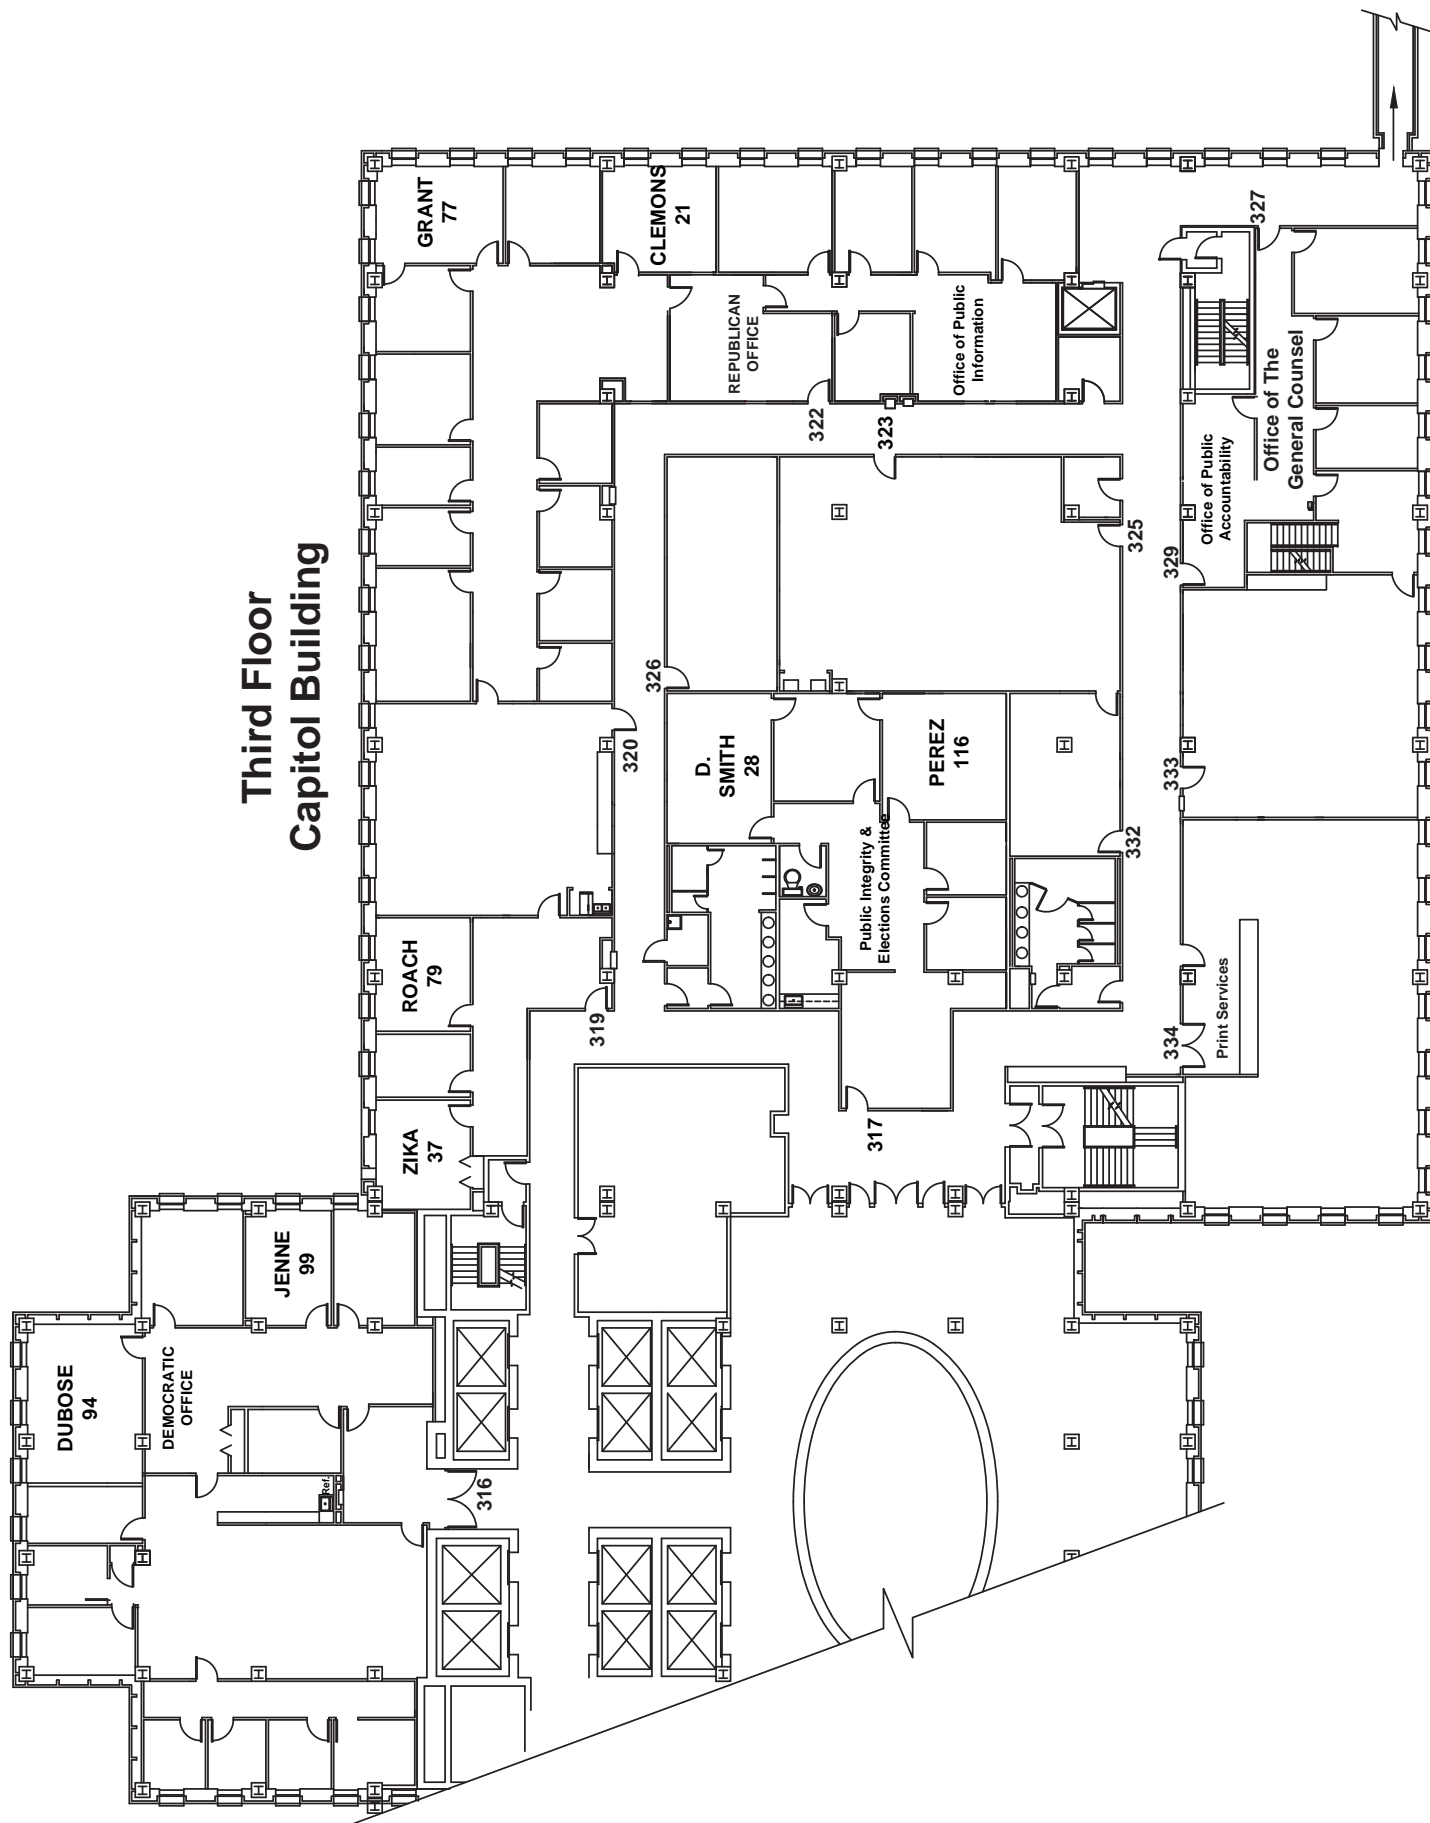 Third Floor
Capitol Building
GRANT
77
CLEMONS
21
REPUBLICAN
OFFICE
Office of Public
Information
322
323
327
Office of Public
Accountability
Office of The
General Counsel
325
329
326
320
D.
SMITH
28
PEREZ
116
333
332
Public Integrity &
Elections Committee
ROACH
79
319
334
Print Services
317
ZIKA
37
JENNE
99
DUBOSE
94
DEMOCRATIC
OFFICE
Ref.
316